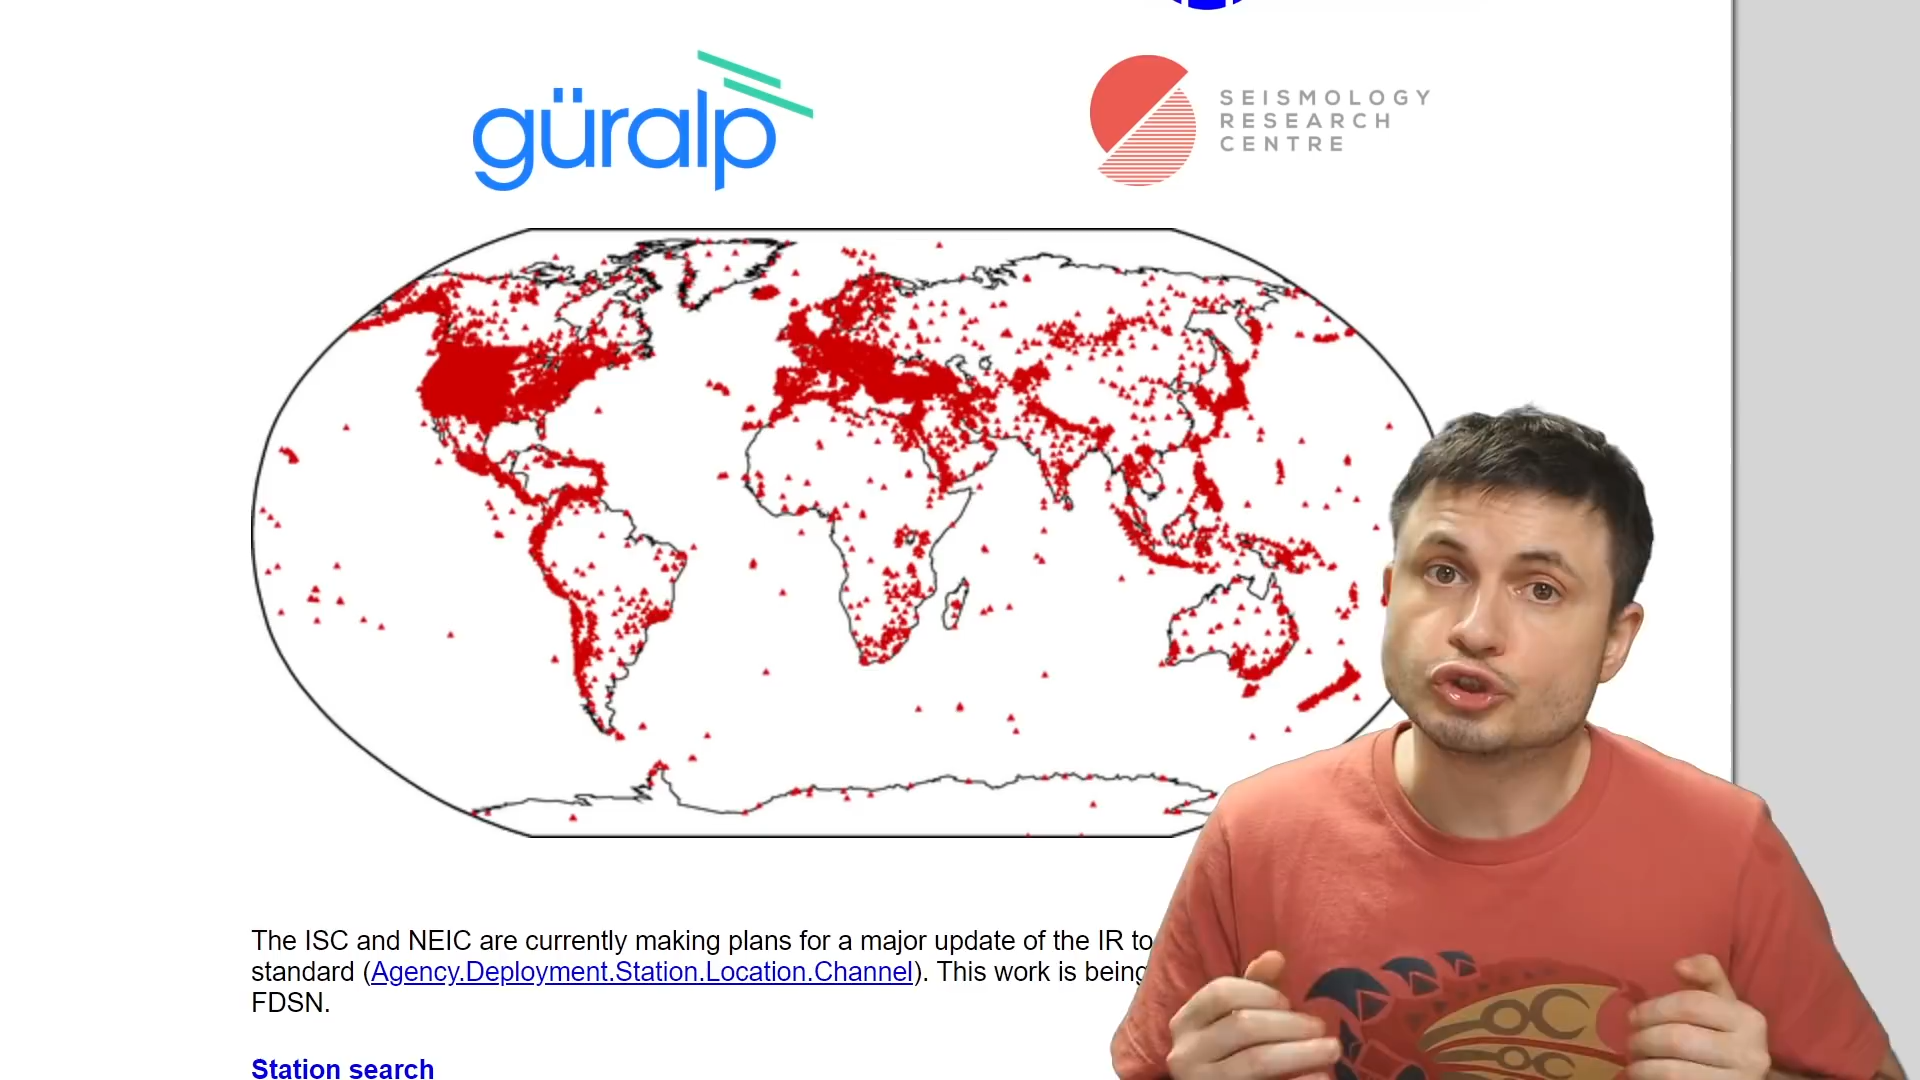 güralp
SEISMOLOGY
RESEARCH
CENTRE
The ISC and NEIC are currently making plans for a major update of the IR to
standard (Agency.Deployment.Station.Location.Channel). This work is being
FDSN.
Station search